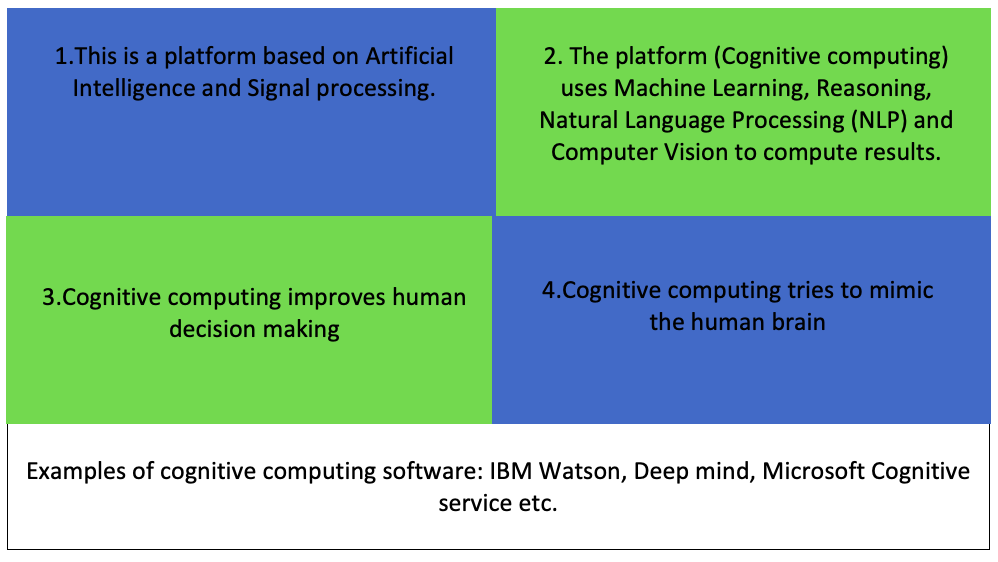 1.This is a platform based on Artificial
Intelligence and Signal processing.
2. The platform (Cognitive computing)
uses Machine Learning, Reasoning,
Natural Language Processing (NLP) and
Computer Vision to compute results.
3.Cognitive computing improves human
decision making
4.Cognitive computing tries to mimic
the human brain
Examples of cognitive computing software: IBM Watson, Deep mind, Microsoft Cognitive
service etc.